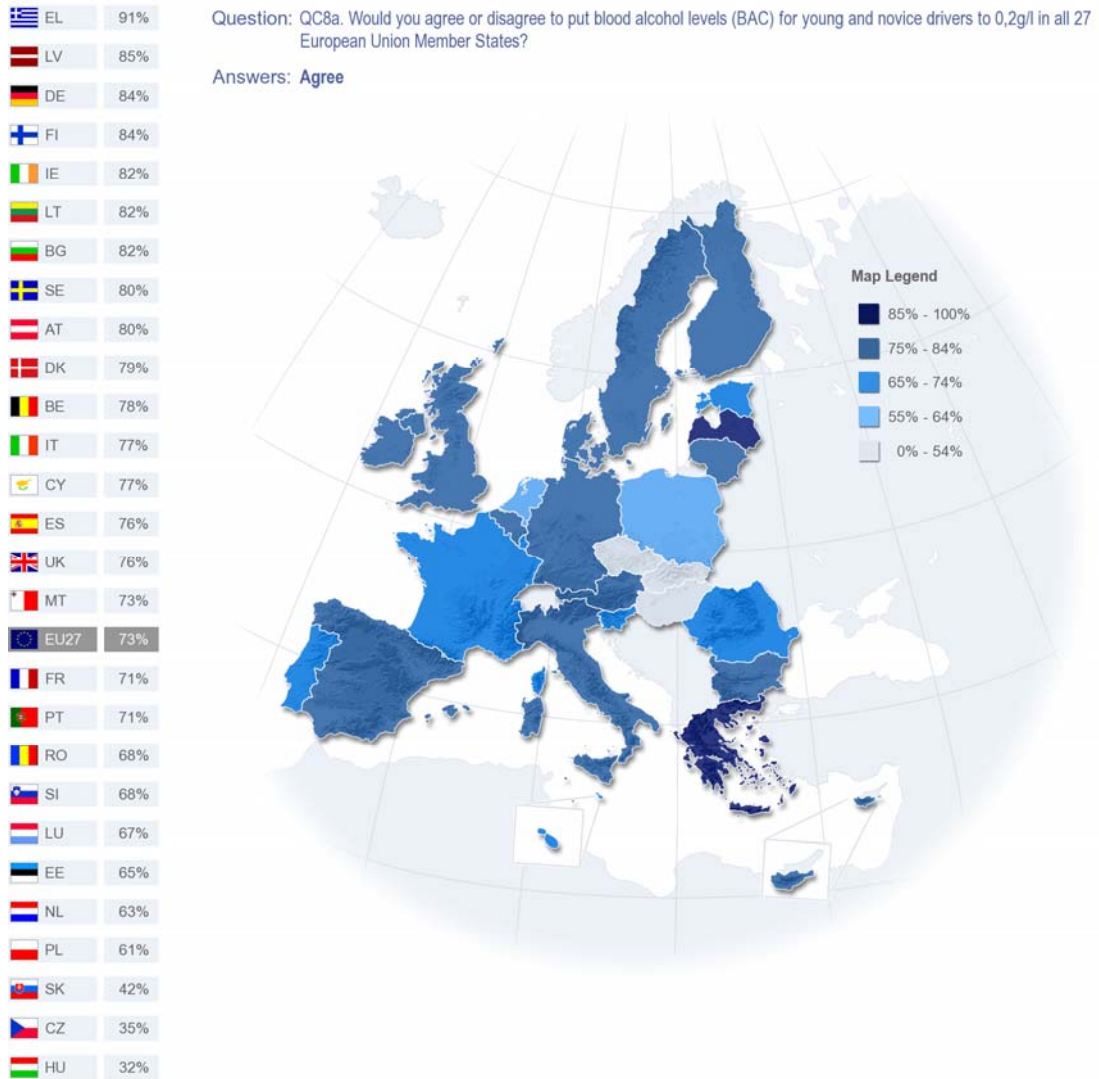 Question: QC8a. Would you agree or disagree to put blood alcohol levels (BAC) for young and novice drivers to 0,2g/l in all 27
European Union Member States?
Answers: Agree
EL 91%
LV 85%
DE 84%
FI 84%
IE 82%
LT 82%
BG 82%
SE 80%
AT 80%
DK 79%
BE 78%
IT 77%
CY 77%
ES 76%
UK 76%
MT 73%
EU27 73%
FR 71%
PT 71%
RO 68%
SI 68%
LU 67%
EE 65%
NL 63%
PL 61%
SK 42%
CZ 35%
HU 32%
Map Legend
85% - 100%
75% - 84%
65% - 74%
55% - 64%
0% - 54%